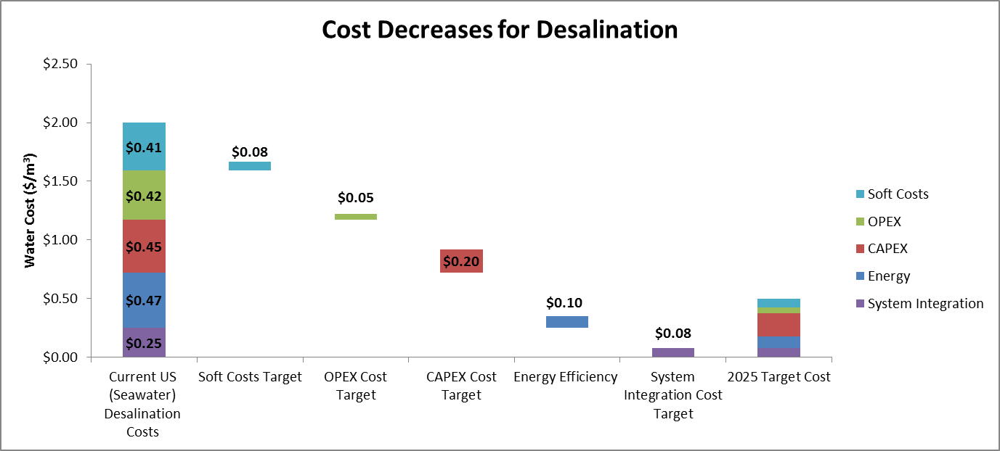 Cost Decreases for Desalination
$2.50
$2.00
$1.50
$1.00
$0.50
$0.00
Water Cost ($/m³)
$0.41
$0.42
$0.45
$0.47
$0.25
$0.08
$0.05
$0.20
$0.10
$0.08
Current US
(Seawater)
Desalination
Costs
Soft Costs Target
OPEX Cost
Target
CAPEX Cost
Target
Energy Efficiency
System
Integration Cost
Target
2025 Target Cost
Soft Costs
OPEX
CAPEX
Energy
System Integration